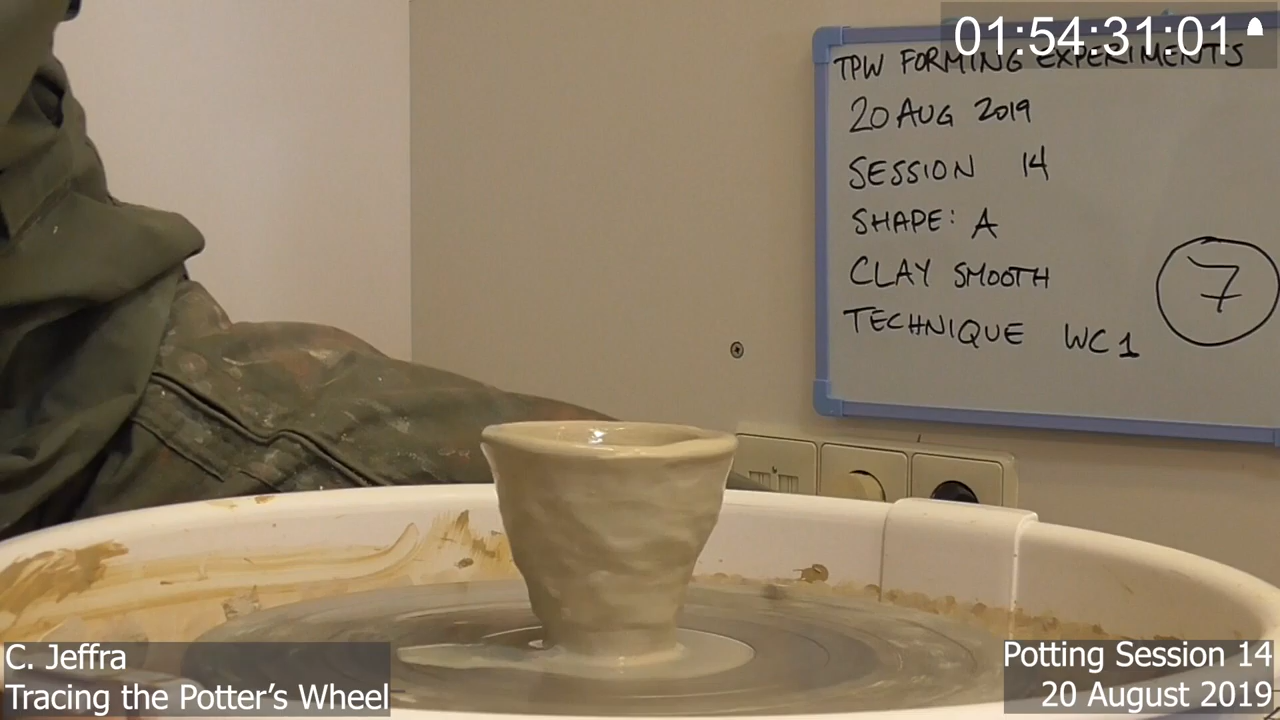 01:54:31:01
TPW FORMING EXPERIMENTS
20 AUG 2019
SESSION 14
SHAPE: A
CLAY SMOOTH
TECHNIQUE WC1
7
C. Jeffra
Tracing the Potter's Wheel
Potting Session 14
20 August 2019